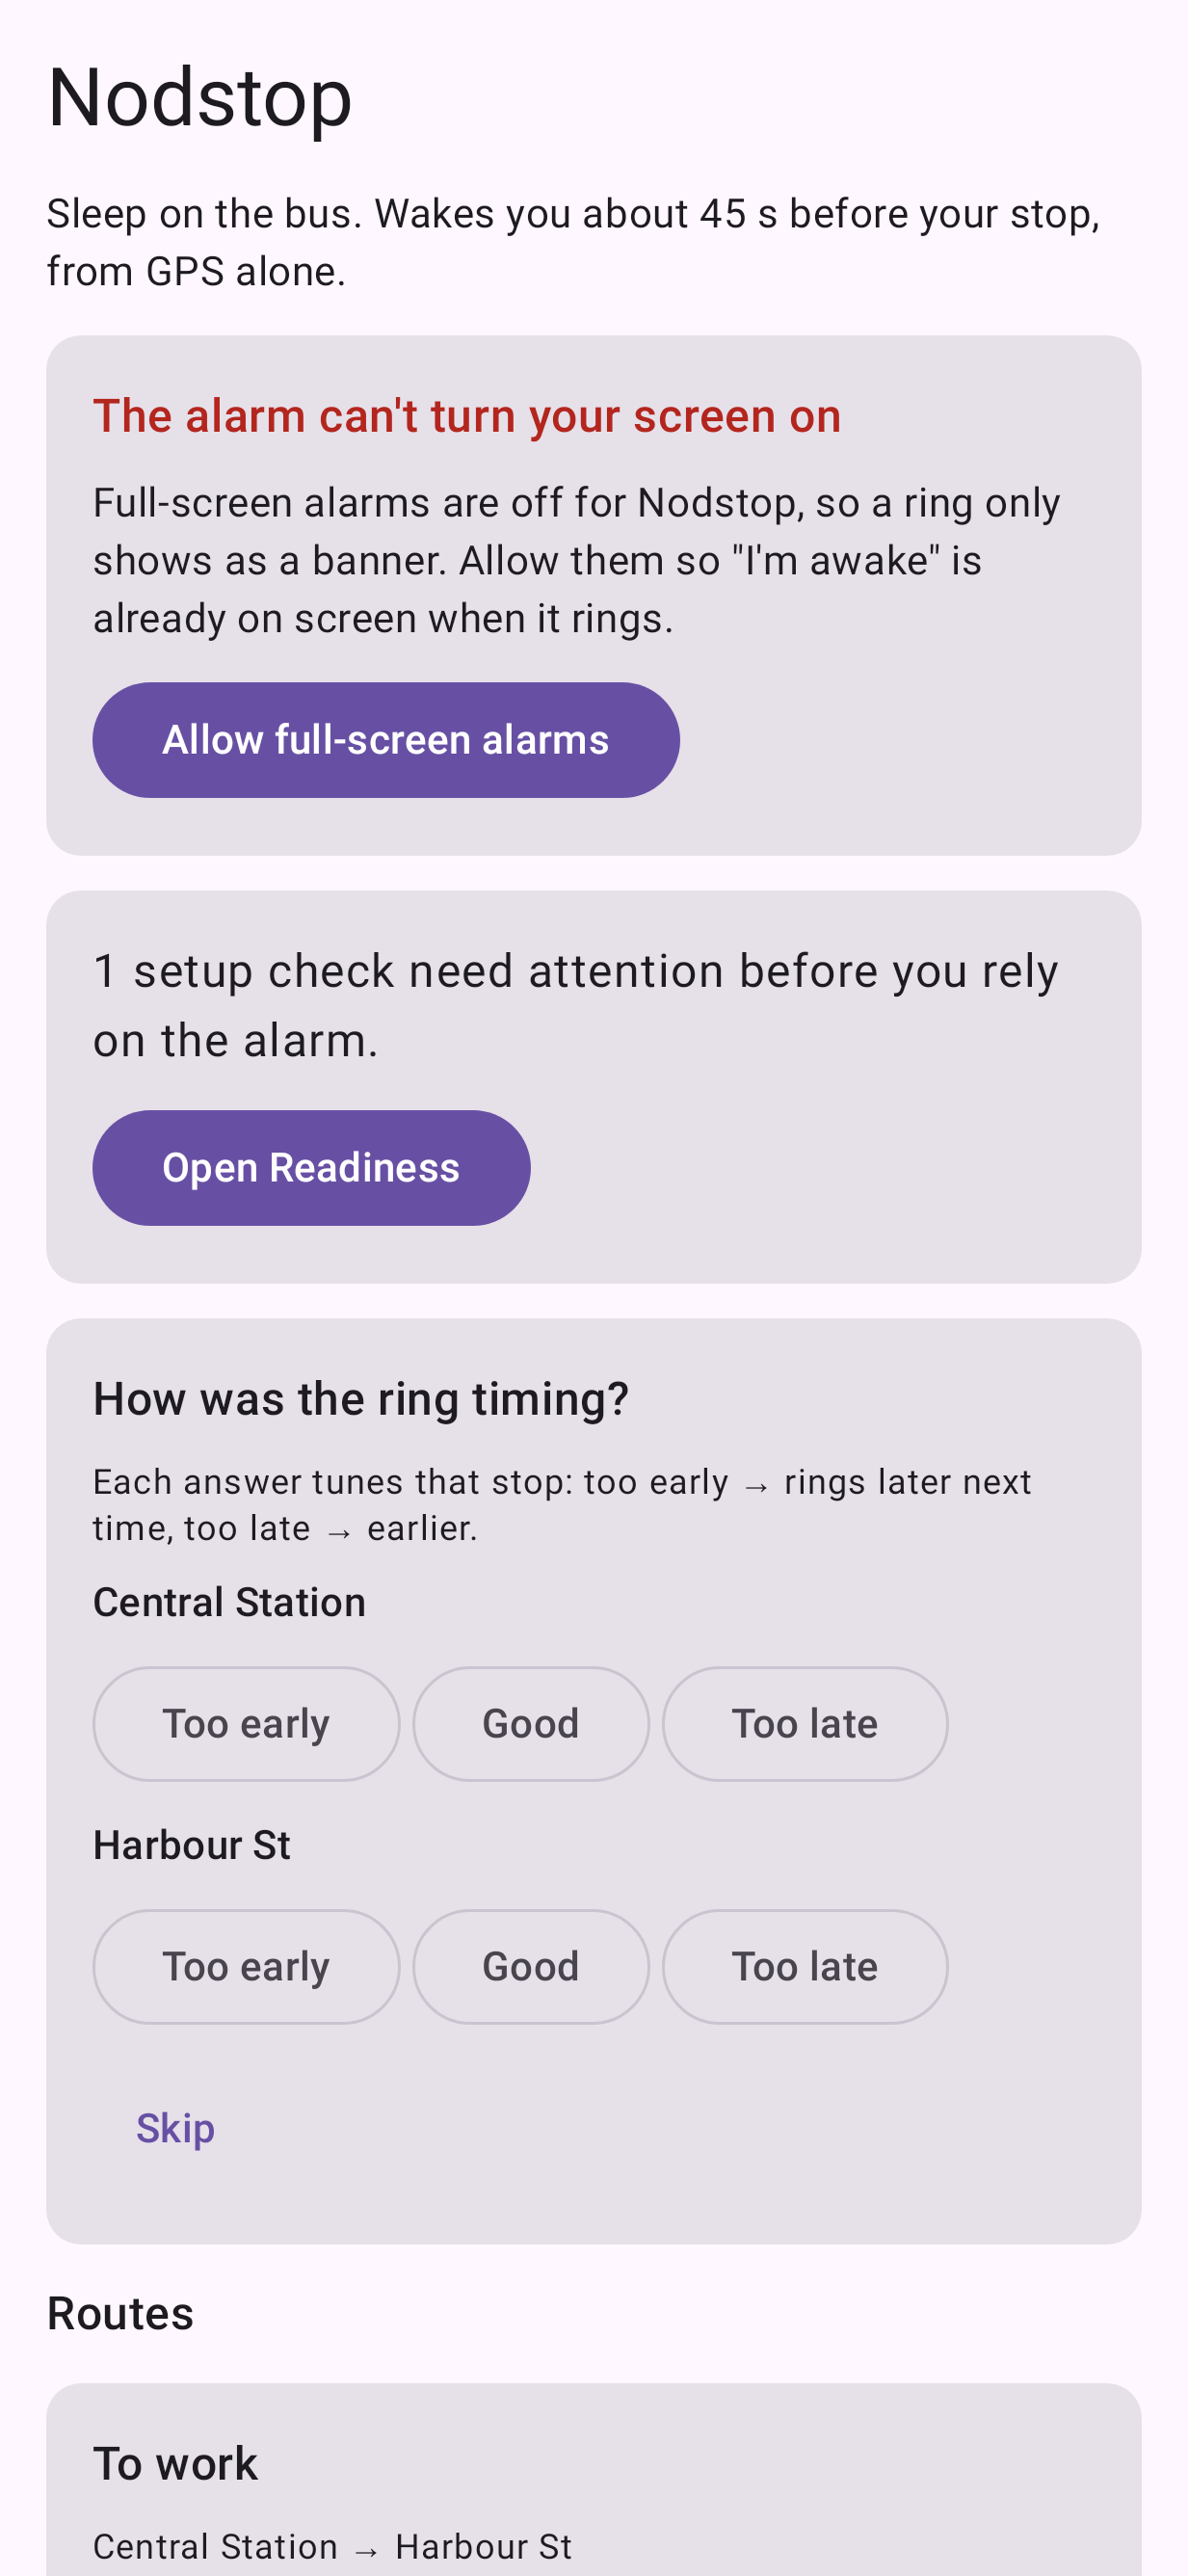 Nodstop
Sleep on the bus. Wakes you about 45 s before your stop,
from GPS alone.
The alarm can't turn your screen on
Full-screen alarms are off for Nodstop, so a ring only
shows as a banner. Allow them so "I'm awake" is
already on screen when it rings.
Allow full-screen alarms
1 setup check need attention before you rely
on the alarm.
Open Readiness
How was the ring timing?
Each answer tunes that stop: too early → rings later next
time, too late → earlier.
Central Station
Too early Good Too late
Harbour St
Too early Good Too late
Skip
Routes
To work
Central Station → Harbour St